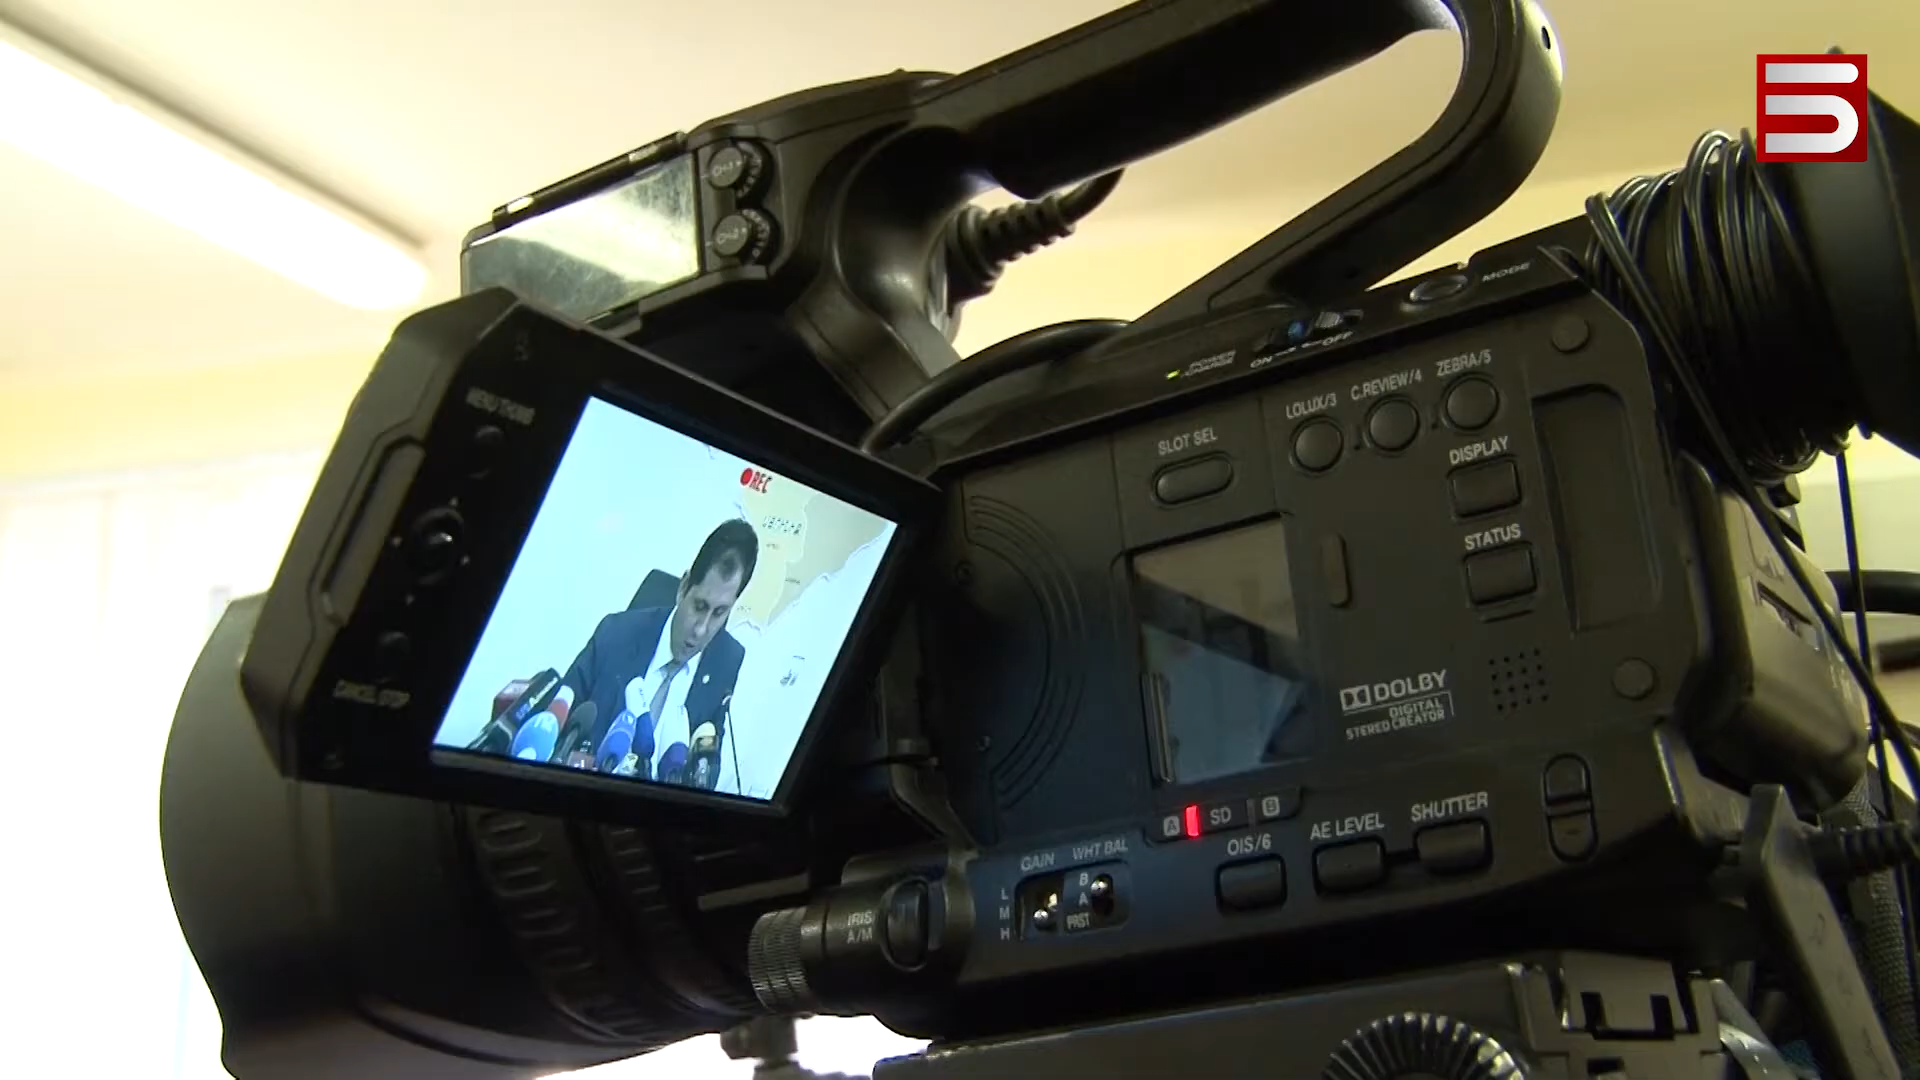 CH-1
CH-2
MODE
POWER
/CHARGE
ON
OFF
MENU/THUMB
LOLUX/3
C.REVIEW/4
ZEBRA/5
SLOT SEL
DISPLAY
REC
STATUS
CANCEL STOP
DOLBY
DIGITAL
STEREO CREATOR
A SD B
OIS/6
AE LEVEL
SHUTTER
GAIN
WHT BAL
L
M
H
B
A
PRST
IRIS
A/M